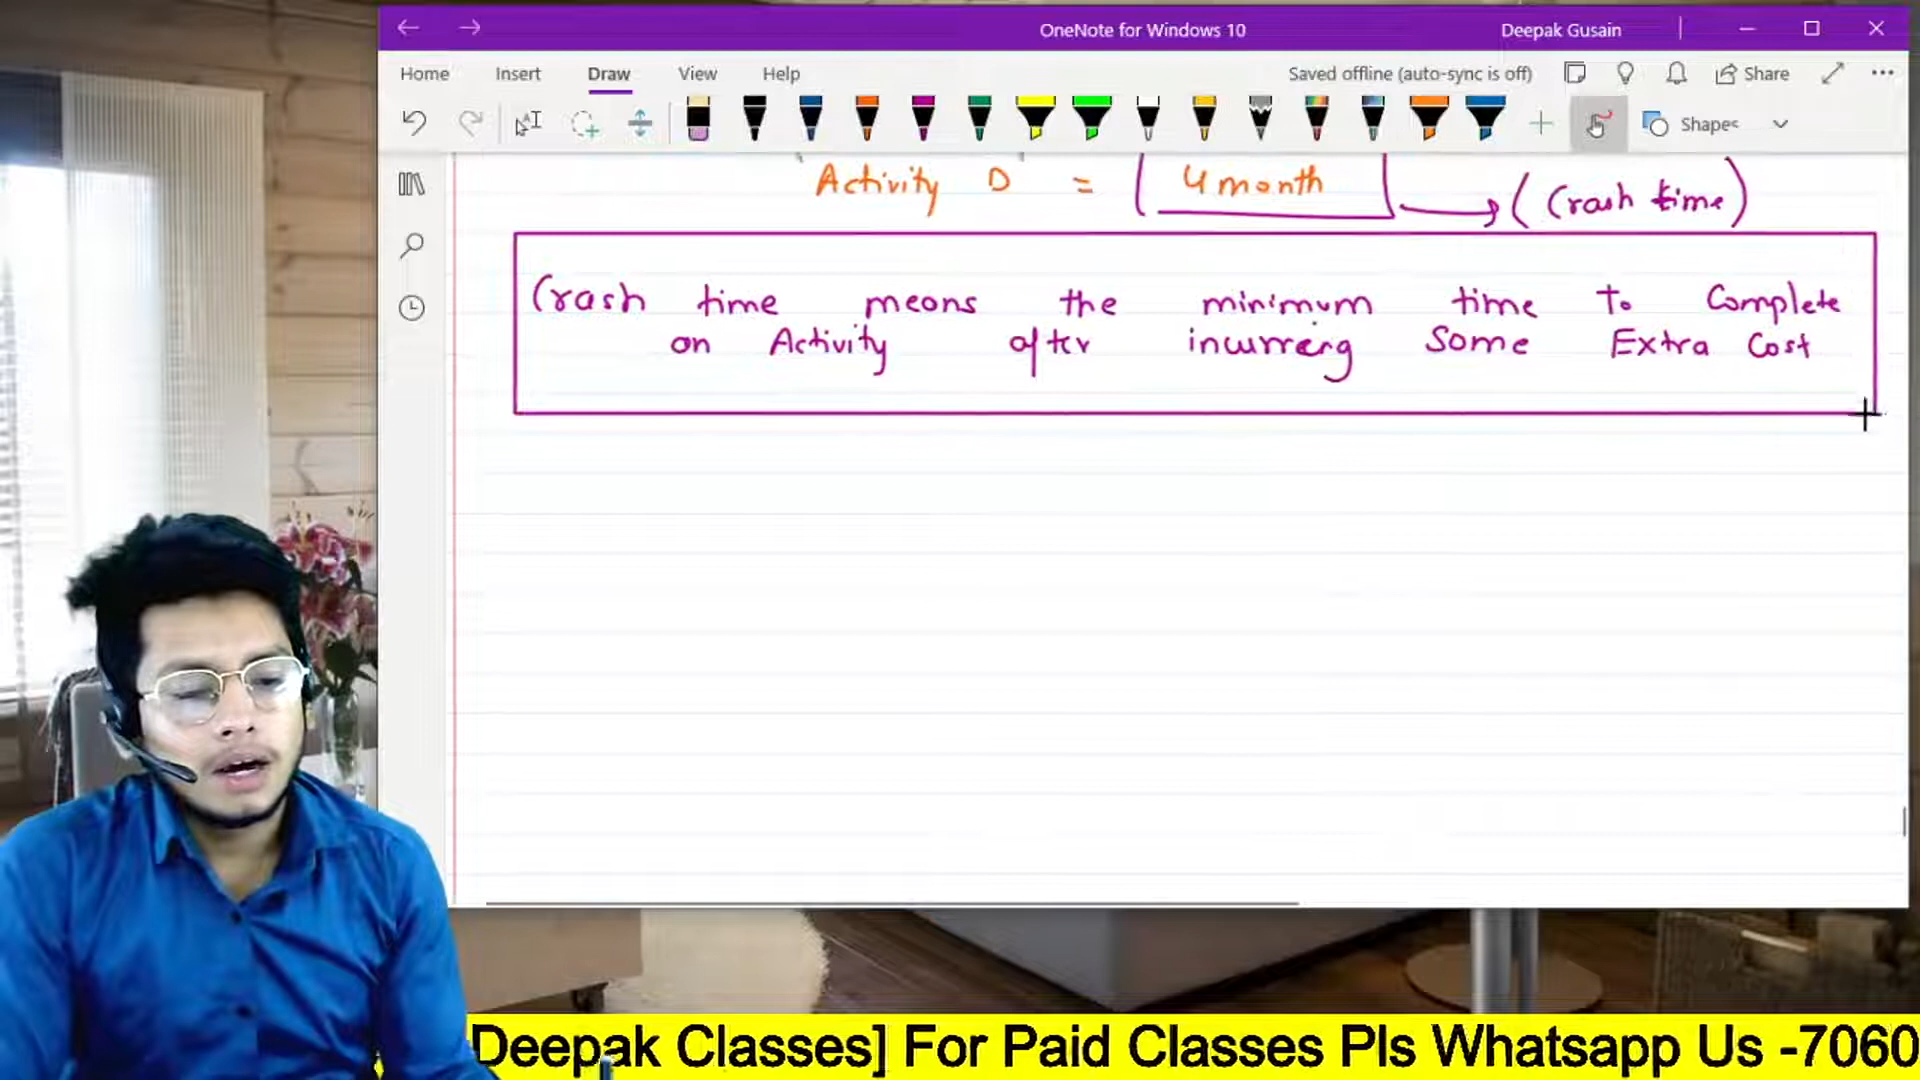 OneNote for Windows 10
Deepak Gusain
Home Insert Draw View Help
Saved offline (auto-sync is off)
Share
Shapes
Activity D = 4 month → (Crash time)
Crash time means the minimum time To Complete
an Activity after incurring Some Extra Cost
Deepak Classes] For Paid Classes Pls Whatsapp Us -7060